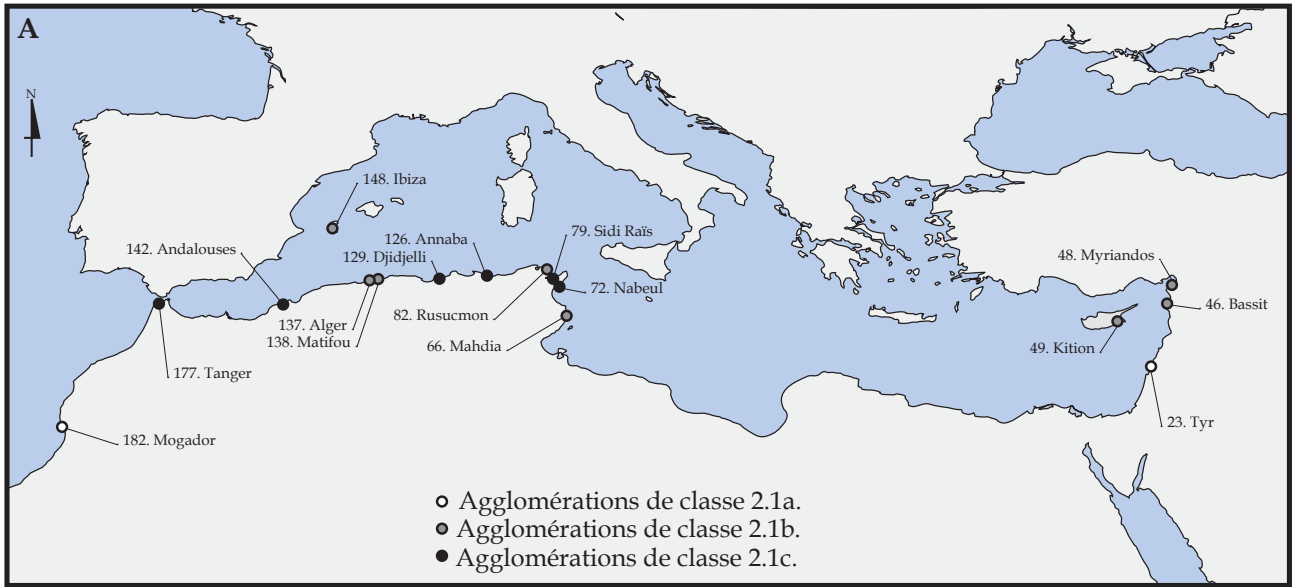 A
N
148. Ibiza
126. Annaba
79. Sidi Raïs
142. Andalouses
129. Djidjelli
48. Myriandos
72. Nabeul
46. Bassit
82. Rusucmon
137. Alger
138. Matifou
66. Mahdia
49. Kition
177. Tanger
23. Tyr
182. Mogador
Agglomérations de classe 2.1a.
Agglomérations de classe 2.1b.
Agglomérations de classe 2.1c.